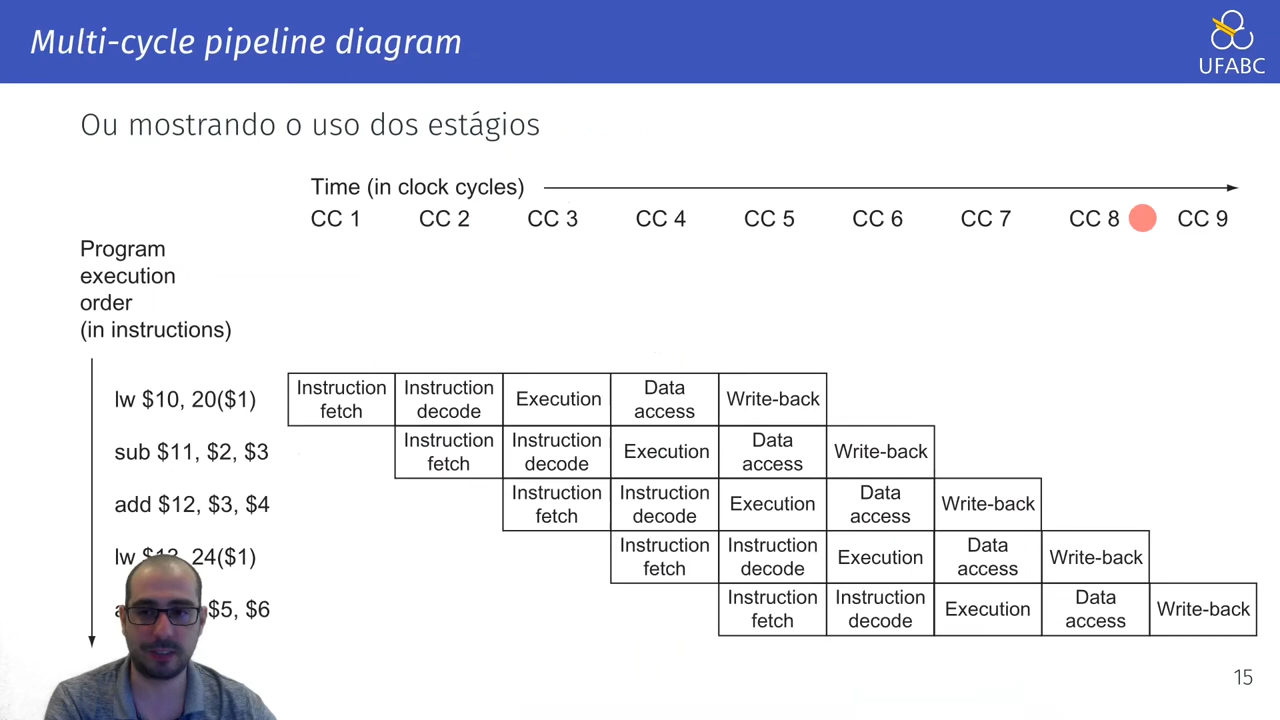 Multi-cycle pipeline diagram
UFABC
Ou mostrando o uso dos estágios
Time (in clock cycles)
CC 1 CC 2 CC 3 CC 4 CC 5 CC 6 CC 7 CC 8 CC 9
Program
execution
order
(in instructions)
lw $10, 20($1)
Instruction
fetch
Instruction
decode
Execution
Data
access
Write-back
sub $11, $2, $3
Instruction
fetch
Instruction
decode
Execution
Data
access
Write-back
add $12, $3, $4
Instruction
fetch
Instruction
decode
Execution
Data
access
Write-back
lw 24($1)
Instruction
fetch
Instruction
decode
Execution
Data
access
Write-back
$5, $6
Instruction
fetch
Instruction
decode
Execution
Data
access
Write-back
15